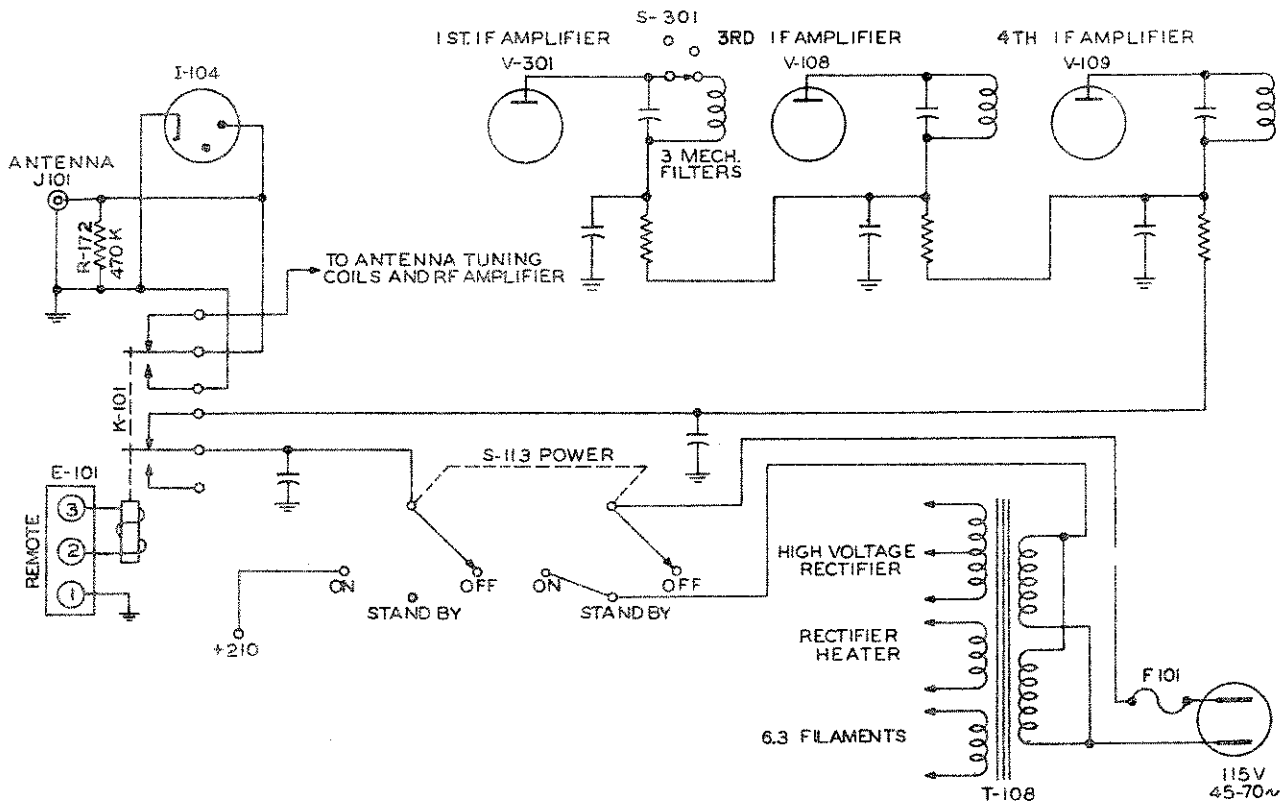 S-301
1ST. IF AMPLIFIER
V-301
3RD IF AMPLIFIER
V-108
4TH IF AMPLIFIER
V-109
I-104
ANTENNA
J101
R-172
470 K
3 MECH.
FILTERS
TO ANTENNA TUNING
COILS AND RF AMPLIFIER
K-101
S-113 POWER
E-101
REMOTE
3
2
1
ON
OFF
STAND BY
ON
OFF
STAND BY
+210
HIGH VOLTAGE
RECTIFIER
RECTIFIER
HEATER
6.3 FILAMENTS
T-108
F 101
115V
45-70~